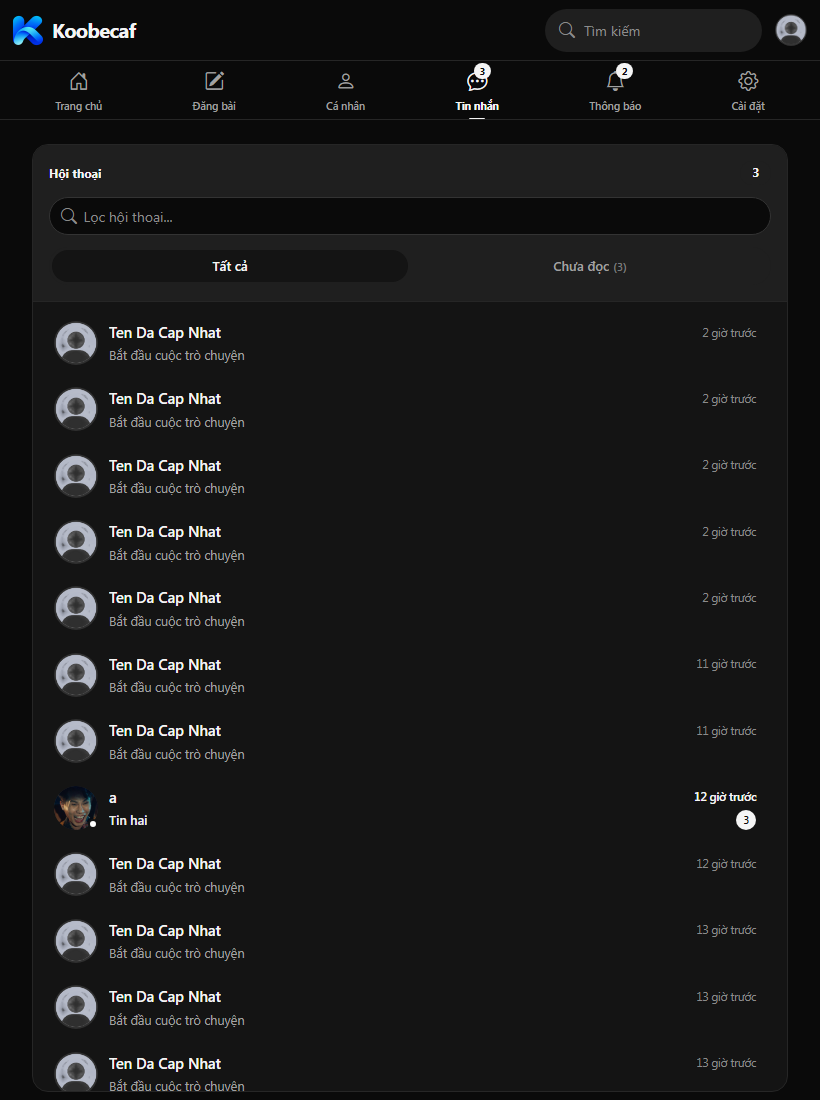 Koobecaf
Tìm kiếm
3
2
Trang chủ
Đăng bài
Cá nhân
Tin nhắn
Thông báo
Cài đặt
Hội thoại
3
Lọc hội thoại...
Tất cả
Chưa đọc (3)
Ten Da Cap Nhat
2 giờ trước
Bắt đầu cuộc trò chuyện
Ten Da Cap Nhat
2 giờ trước
Bắt đầu cuộc trò chuyện
Ten Da Cap Nhat
2 giờ trước
Bắt đầu cuộc trò chuyện
Ten Da Cap Nhat
2 giờ trước
Bắt đầu cuộc trò chuyện
Ten Da Cap Nhat
2 giờ trước
Bắt đầu cuộc trò chuyện
Ten Da Cap Nhat
11 giờ trước
Bắt đầu cuộc trò chuyện
Ten Da Cap Nhat
11 giờ trước
Bắt đầu cuộc trò chuyện
a
12 giờ trước
Tin hai
3
Ten Da Cap Nhat
12 giờ trước
Bắt đầu cuộc trò chuyện
Ten Da Cap Nhat
13 giờ trước
Bắt đầu cuộc trò chuyện
Ten Da Cap Nhat
13 giờ trước
Bắt đầu cuộc trò chuyện
Ten Da Cap Nhat
13 giờ trước
Bắt đầu cuộc trò chuyện